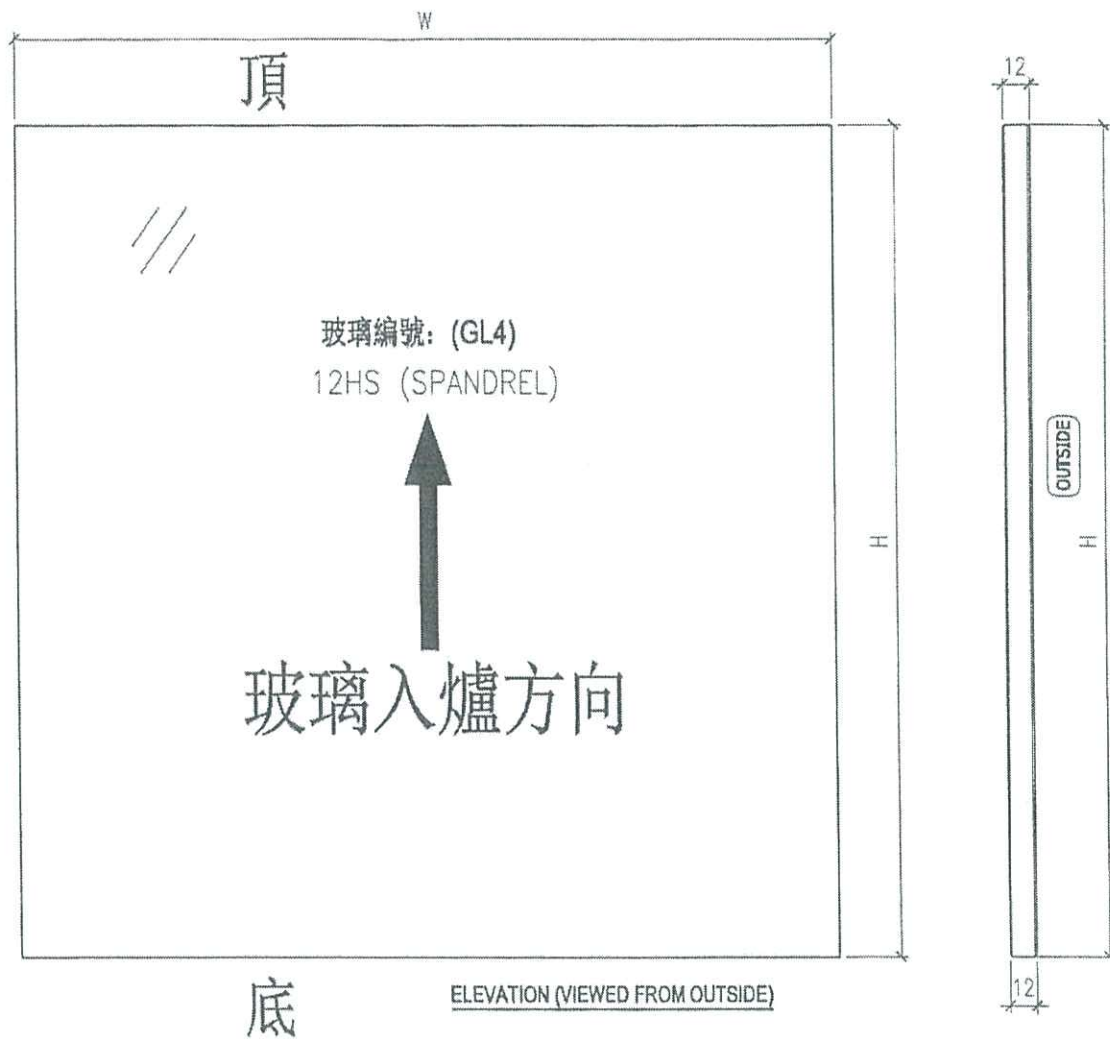 W
頂
12
玻璃編號: (GL4)
12HS (SPANDREL)
OUTSIDE
H
H
玻璃入爐方向
底
ELEVATION (VIEWED FROM OUTSIDE)
12